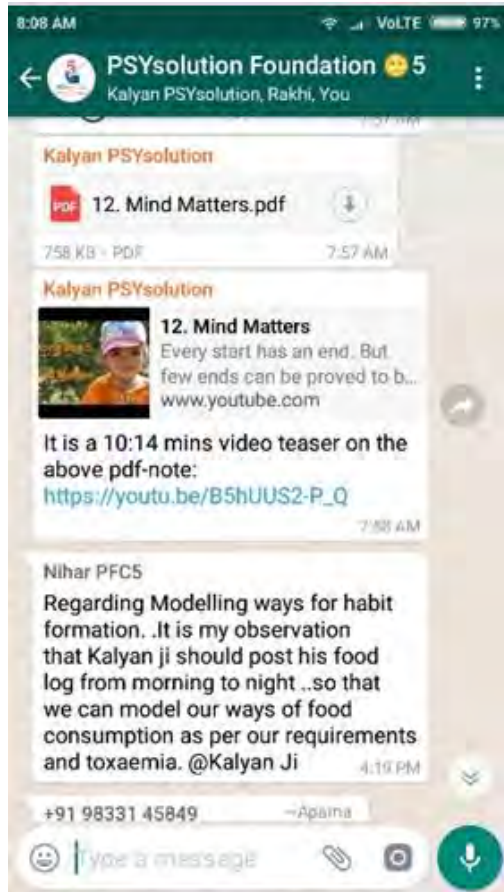 8:08 AM VoLTE 97%
PSYsolution Foundation 5
Kalyan PSYsolution, Rakhi, You
7:57 AM
Kalyan PSYsolution
PDF 12. Mind Matters.pdf
758 KB - PDF 7:57 AM
Kalyan PSYsolution
12. Mind Matters
Every start has an end. But
few ends can be proved to b...
www.youtube.com
It is a 10:14 mins video teaser on the
above pdf-note:
https://youtu.be/B5hUUS2-P_Q
7:58 AM
Nihar PFC5
Regarding Modelling ways for habit
formation. .It is my observation
that Kalyan ji should post his food
log from morning to night ..so that
we can model our ways of food
consumption as per our requirements
and toxaemia. @Kalyan Ji 4:19 PM
+91 98331 45849 ~Aparna
Type a message